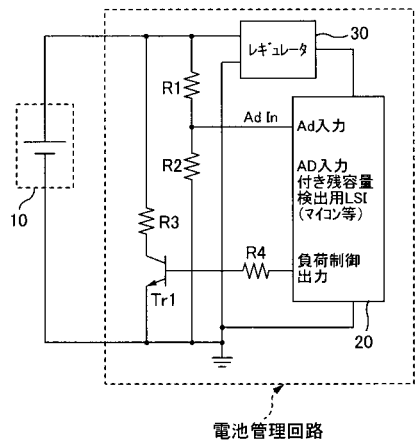 30
レギュレータ
R1
Ad In
Ad入力
R2
AD入力
付き残容量
検出用LSI
(マイコン等)
10
R3
R4
負荷制御
出力
Tr1
20
電池管理回路